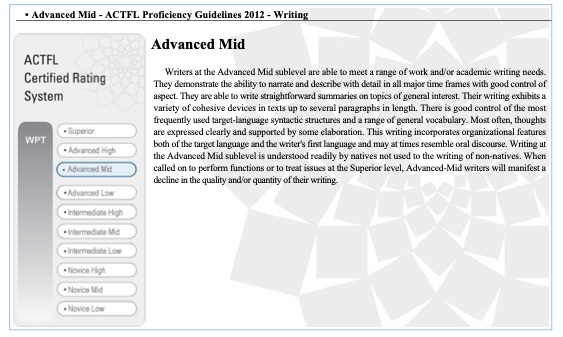 • Advanced Mid - ACTFL Proficiency Guidelines 2012 - Writing
ACTFL
Certified Rating
System
WPT
• Superior
• Advanced High
• Advanced Mid
• Advanced Low
• Intermediate High
• Intermediate Mid
• Intermediate Low
• Novice High
• Novice Mid
• Novice Low
Advanced Mid
Writers at the Advanced Mid sublevel are able to meet a range of work and/or academic writing needs.
They demonstrate the ability to narrate and describe with detail in all major time frames with good control of
aspect. They are able to write straightforward summaries on topics of general interest. Their writing exhibits a
variety of cohesive devices in texts up to several paragraphs in length. There is good control of the most
frequently used target-language syntactic structures and a range of general vocabulary. Most often, thoughts
are expressed clearly and supported by some elaboration. This writing incorporates organizational features
both of the target language and the writer's first language and may at times resemble oral discourse. Writing at
the Advanced Mid sublevel is understood readily by natives not used to the writing of non-natives. When
called on to perform functions or to treat issues at the Superior level, Advanced-Mid writers will manifest a
decline in the quality and/or quantity of their writing.